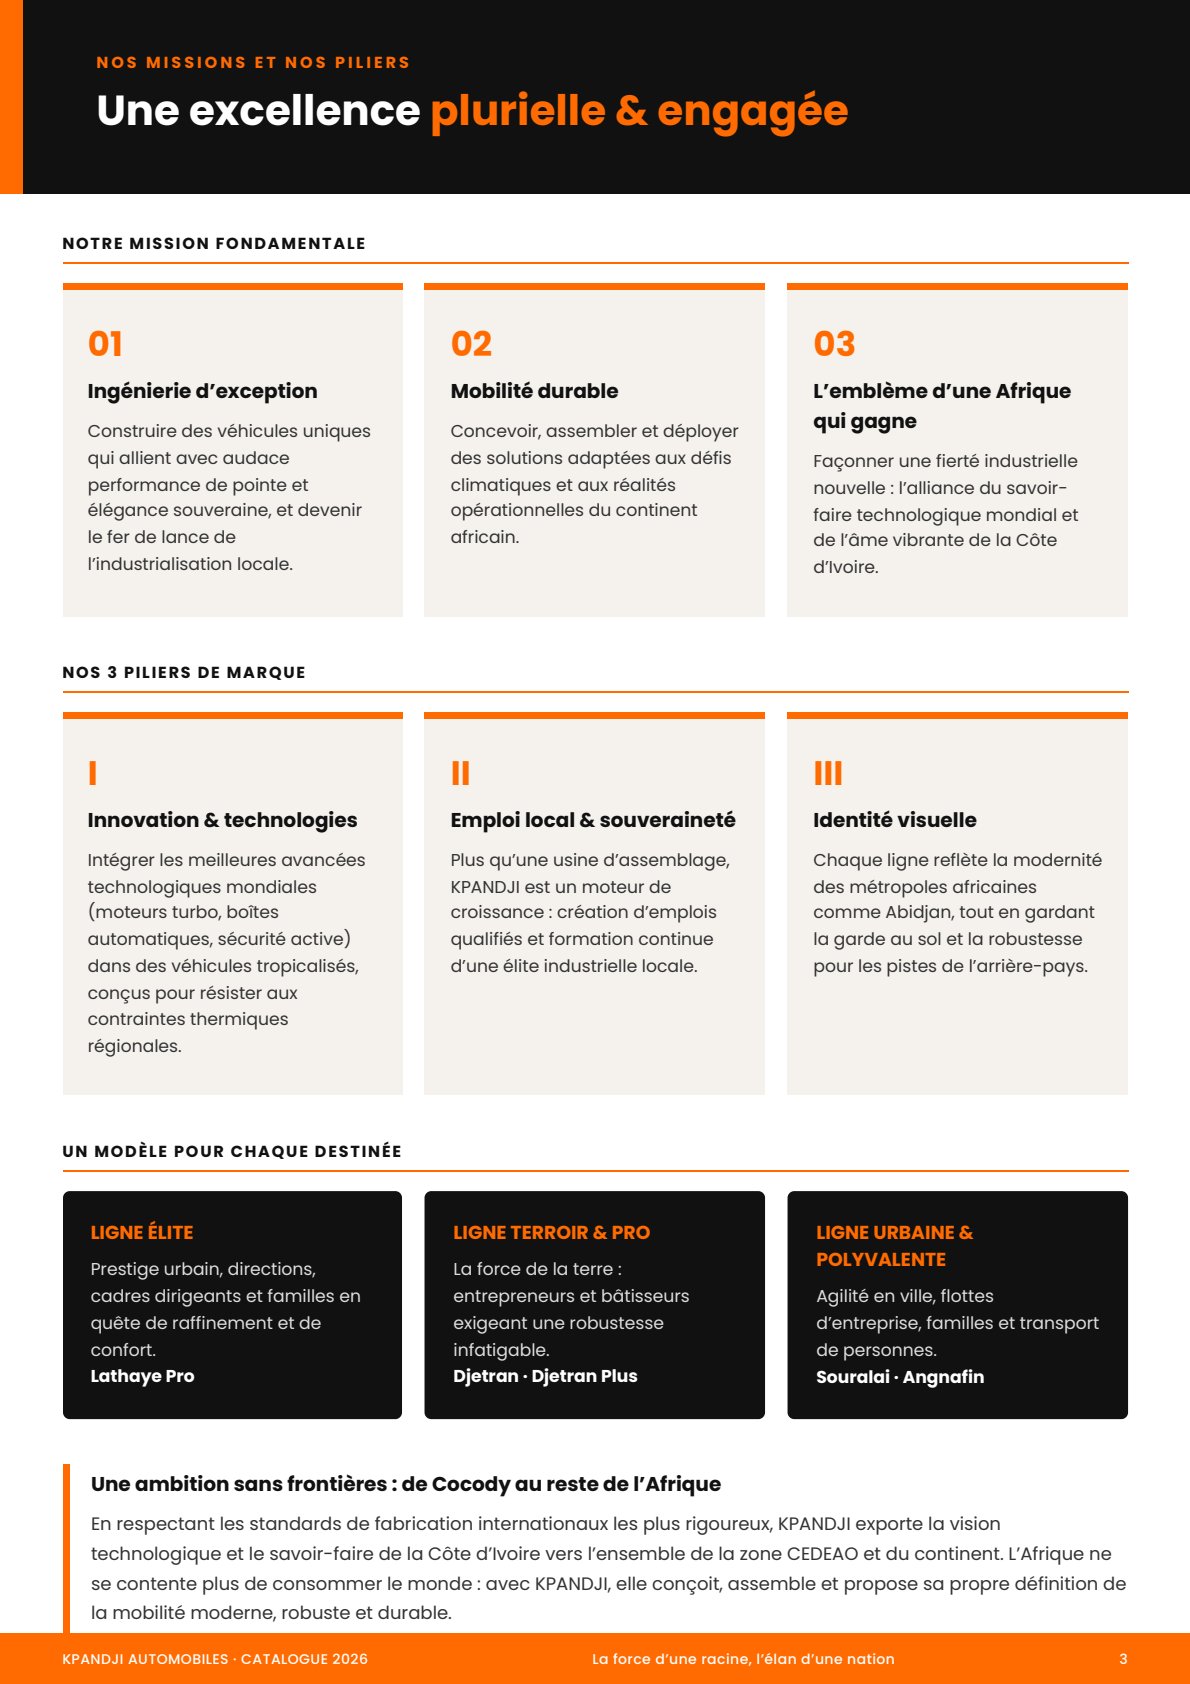 NOS MISSIONS ET NOS PILIERS
Une excellence plurielle & engagée
NOTRE MISSION FONDAMENTALE
01
Ingénierie d’exception
Construire des véhicules uniques
qui allient avec audace
performance de pointe et
élégance souveraine, et devenir
le fer de lance de
l’industrialisation locale.
02
Mobilité durable
Concevoir, assembler et déployer
des solutions adaptées aux défis
climatiques et aux réalités
opérationnelles du continent
africain.
03
L’emblème d’une Afrique
qui gagne
Façonner une fierté industrielle
nouvelle : l’alliance du savoir-
faire technologique mondial et
de l’âme vibrante de la Côte
d’Ivoire.
NOS 3 PILIERS DE MARQUE
I
Innovation & technologies
Intégrer les meilleures avancées
technologiques mondiales
(moteurs turbo, boîtes
automatiques, sécurité active)
dans des véhicules tropicalisés,
conçus pour résister aux
contraintes thermiques
régionales.
II
Emploi local & souveraineté
Plus qu’une usine d’assemblage,
KPANDJI est un moteur de
croissance : création d’emplois
qualifiés et formation continue
d’une élite industrielle locale.
III
Identité visuelle
Chaque ligne reflète la modernité
des métropoles africaines
comme Abidjan, tout en gardant
la garde au sol et la robustesse
pour les pistes de l’arrière-pays.
UN MODÈLE POUR CHAQUE DESTINÉE
LIGNE ÉLITE
Prestige urbain, directions,
cadres dirigeants et familles en
quête de raffinement et de
confort.
Lathaye Pro
LIGNE TERROIR & PRO
La force de la terre :
entrepreneurs et bâtisseurs
exigeant une robustesse
infatigable.
Djetran · Djetran Plus
LIGNE URBAINE &
POLYVALENTE
Agilité en ville, flottes
d’entreprise, familles et transport
de personnes.
Souralai · Angnafin
Une ambition sans frontières : de Cocody au reste de l’Afrique
En respectant les standards de fabrication internationaux les plus rigoureux, KPANDJI exporte la vision
technologique et le savoir-faire de la Côte d’Ivoire vers l’ensemble de la zone CEDEAO et du continent. L’Afrique ne
se contente plus de consommer le monde : avec KPANDJI, elle conçoit, assemble et propose sa propre définition de
la mobilité moderne, robuste et durable.
KPANDJI AUTOMOBILES · CATALOGUE 2026
La force d’une racine, l’élan d’une nation
3